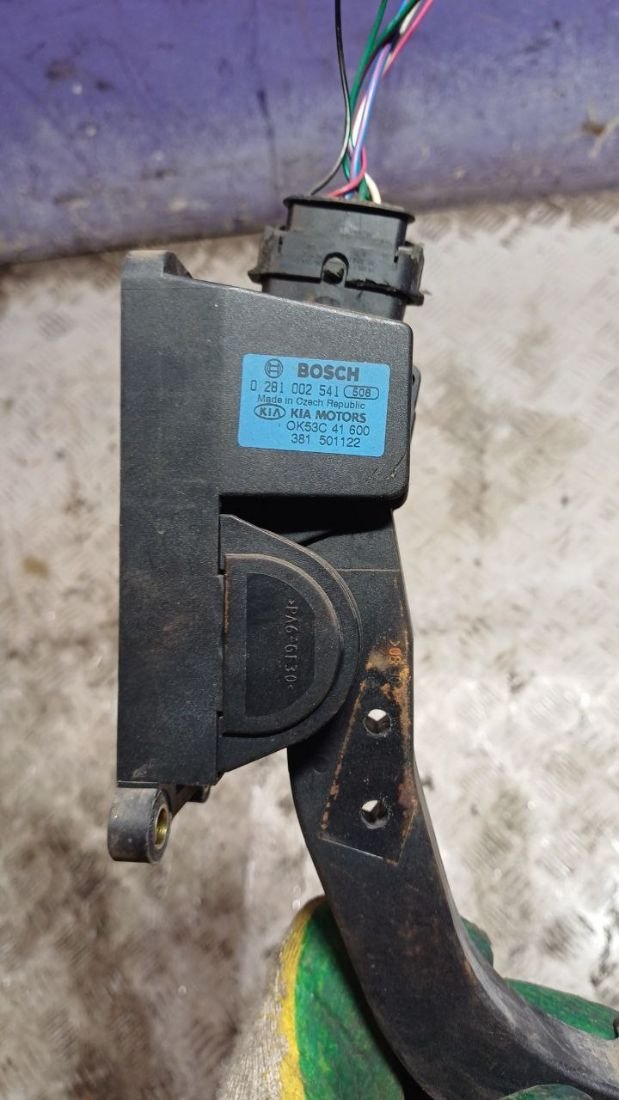 BOSCH
0 281 002 541 508
Made in Czech Republic
KIA KIA MOTORS
OK53C 41 600
381 501122
>PA6-GF30<